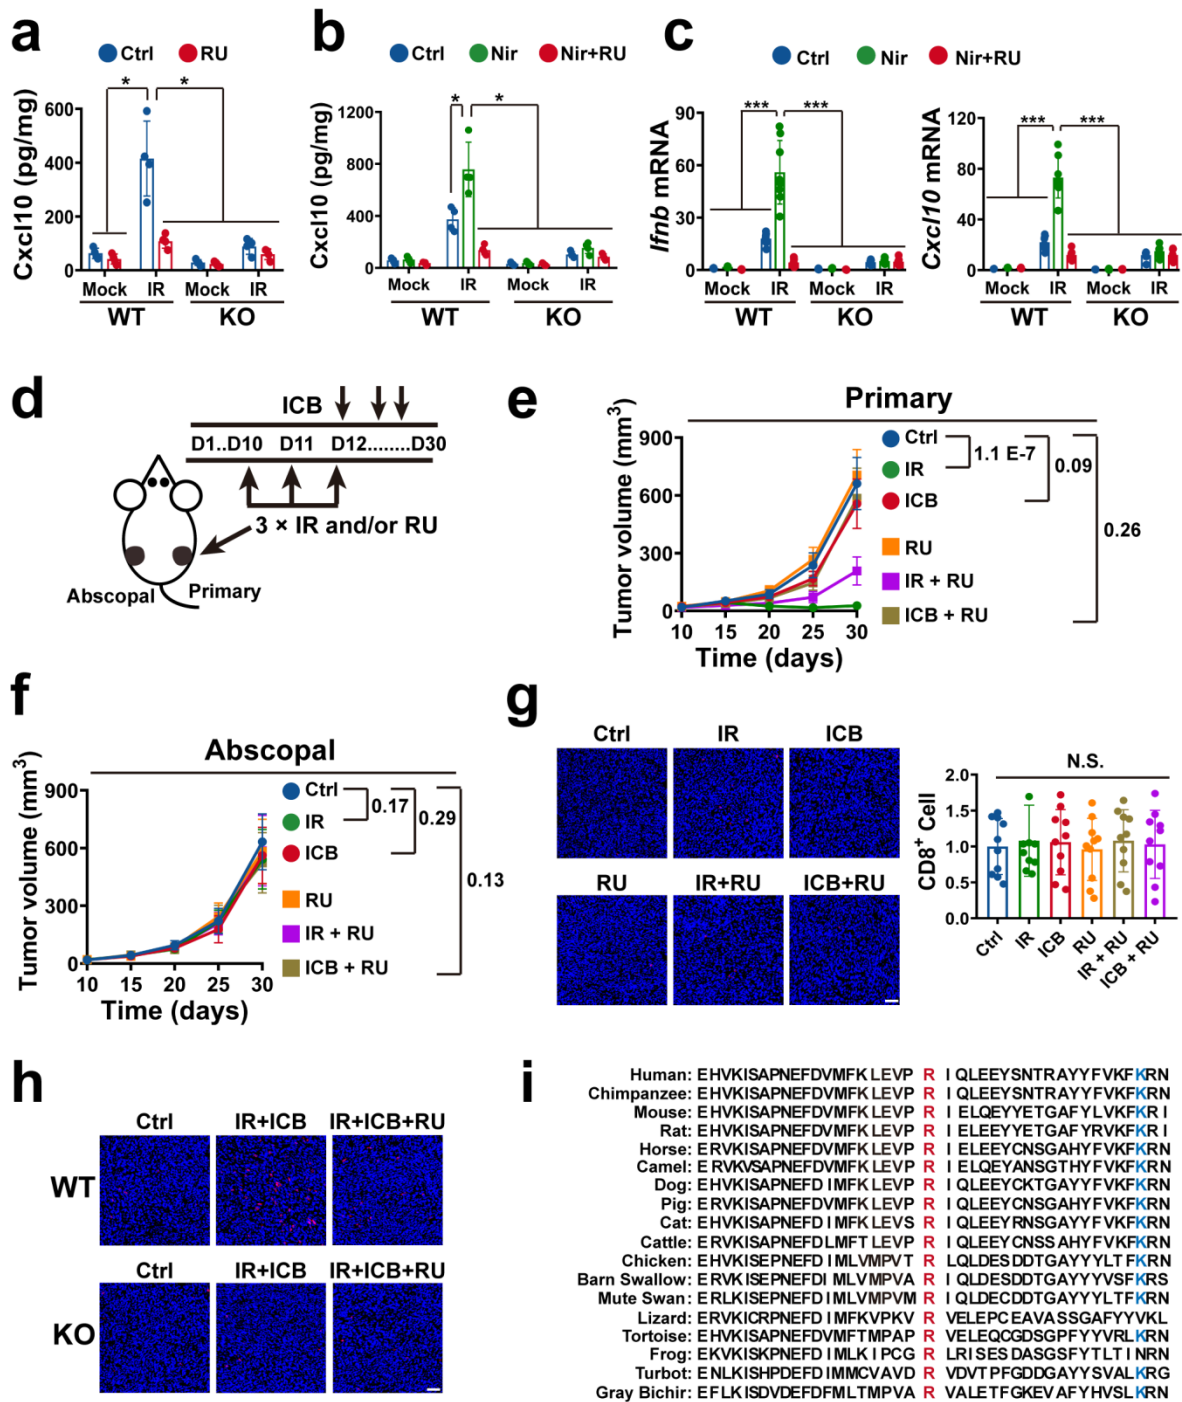 a
Ctrl RU
Cxcl10 (pg/mg)
600
400
200
0
* *
Mock IR Mock IR
WT KO
b
Ctrl Nir Nir+RU
Cxcl10 (pg/mg)
1200
800
400
0
* *
Mock IR Mock IR
WT KO
c
Ctrl Nir Nir+RU
Ifnb mRNA
90
60
30
0
*** ***
Mock IR Mock IR
WT KO
Cxcl10 mRNA
120
80
40
0
*** ***
Mock IR Mock IR
WT KO
d
ICB
D1..D10 D11 D12........D30
3 × IR and/or RU
Abscopal Primary
e
Primary
Tumor volume (mm³)
900
600
300
0
10 15 20 25 30
Time (days)
Ctrl
IR
ICB
RU
IR + RU
ICB + RU
1.1 E-7
0.09
0.26
f
Abscopal
Tumor volume (mm³)
900
600
300
0
10 15 20 25 30
Time (days)
Ctrl
IR
ICB
RU
IR + RU
ICB + RU
0.17
0.29
0.13
g
Ctrl IR ICB
RU IR+RU ICB+RU
N.S.
CD8⁺ Cell
2.0
1.5
1.0
0.5
0.0
Ctrl IR ICB RU IR + RU ICB + RU
h
Ctrl IR+ICB IR+ICB+RU
WT
Ctrl IR+ICB IR+ICB+RU
KO
i
Human: EHVKISAPNEFDVMFKLEVP R IQLEEYSNTRAYYFVKFKRN
Chimpanzee: EHVKISAPNEFDVMFKLEVP R IQLEEYSNTRAYYFVKFKRN
Mouse: EHVKISAPNEFDVMFKLEVP R IELQEYYETGAFYLVKFKRI
Rat: EHVKISAPNEFDVMFKLEVP R IELEEYYETGAFYRVKFKRI
Horse: ERVKISAPNEFDVMFKLEVP R IELEEYCNSGAHYFVKFKRN
Camel: ERVKVSAPNEFDVMFKLEVP R IELQEYANSGTHYFVKFKRN
Dog: EHVKISAPNEFDIMFKLEVP R IQLEEYCKTGAYYFVKFKRN
Pig: ERVKISAPNEFDVMFKLEVP R IQLEEYCNSGAHYFVKFKRN
Cat: EHVKISAPNEFDIMFKLEVS R IQLEEYRNSGAYYFVKFKRN
Cattle: ERVKISAPNEFDLMFTLEVP R IQLEEYCNSSAHYFVKFKRN
Chicken: EHVKISEPNEFDIMLVMPVT R LQLDESDDTGAYYYLTFKRN
Barn Swallow: ERVKISEPNEFDIMLVMPVA R IQLDESDDTGAYYYVSFKRS
Mute Swan: ERLKISEPNEFDIMLVMPVM R IQLDECDDTGAYYYLTFKRN
Lizard: ERVKICRPNEFDIMFKVPKV R VELEPCEAVASSGAFYYVKL
Tortoise: EHVKISAPNEFDVMFTMPAP R VELEQCGDSGPFYYVRLKRN
Frog: EKVKISKPNEFDIMLKIPCG R LRISESDASGSFYTLTINRN
Turbot: ENLKISHPDEFDIMMCVAVD R VDVTPFGDDGAYYSVALKRG
Gray Bichir: EFLKISDVDEFDFMLTMPVA R VALETFGKEVAFYHVSLKRN